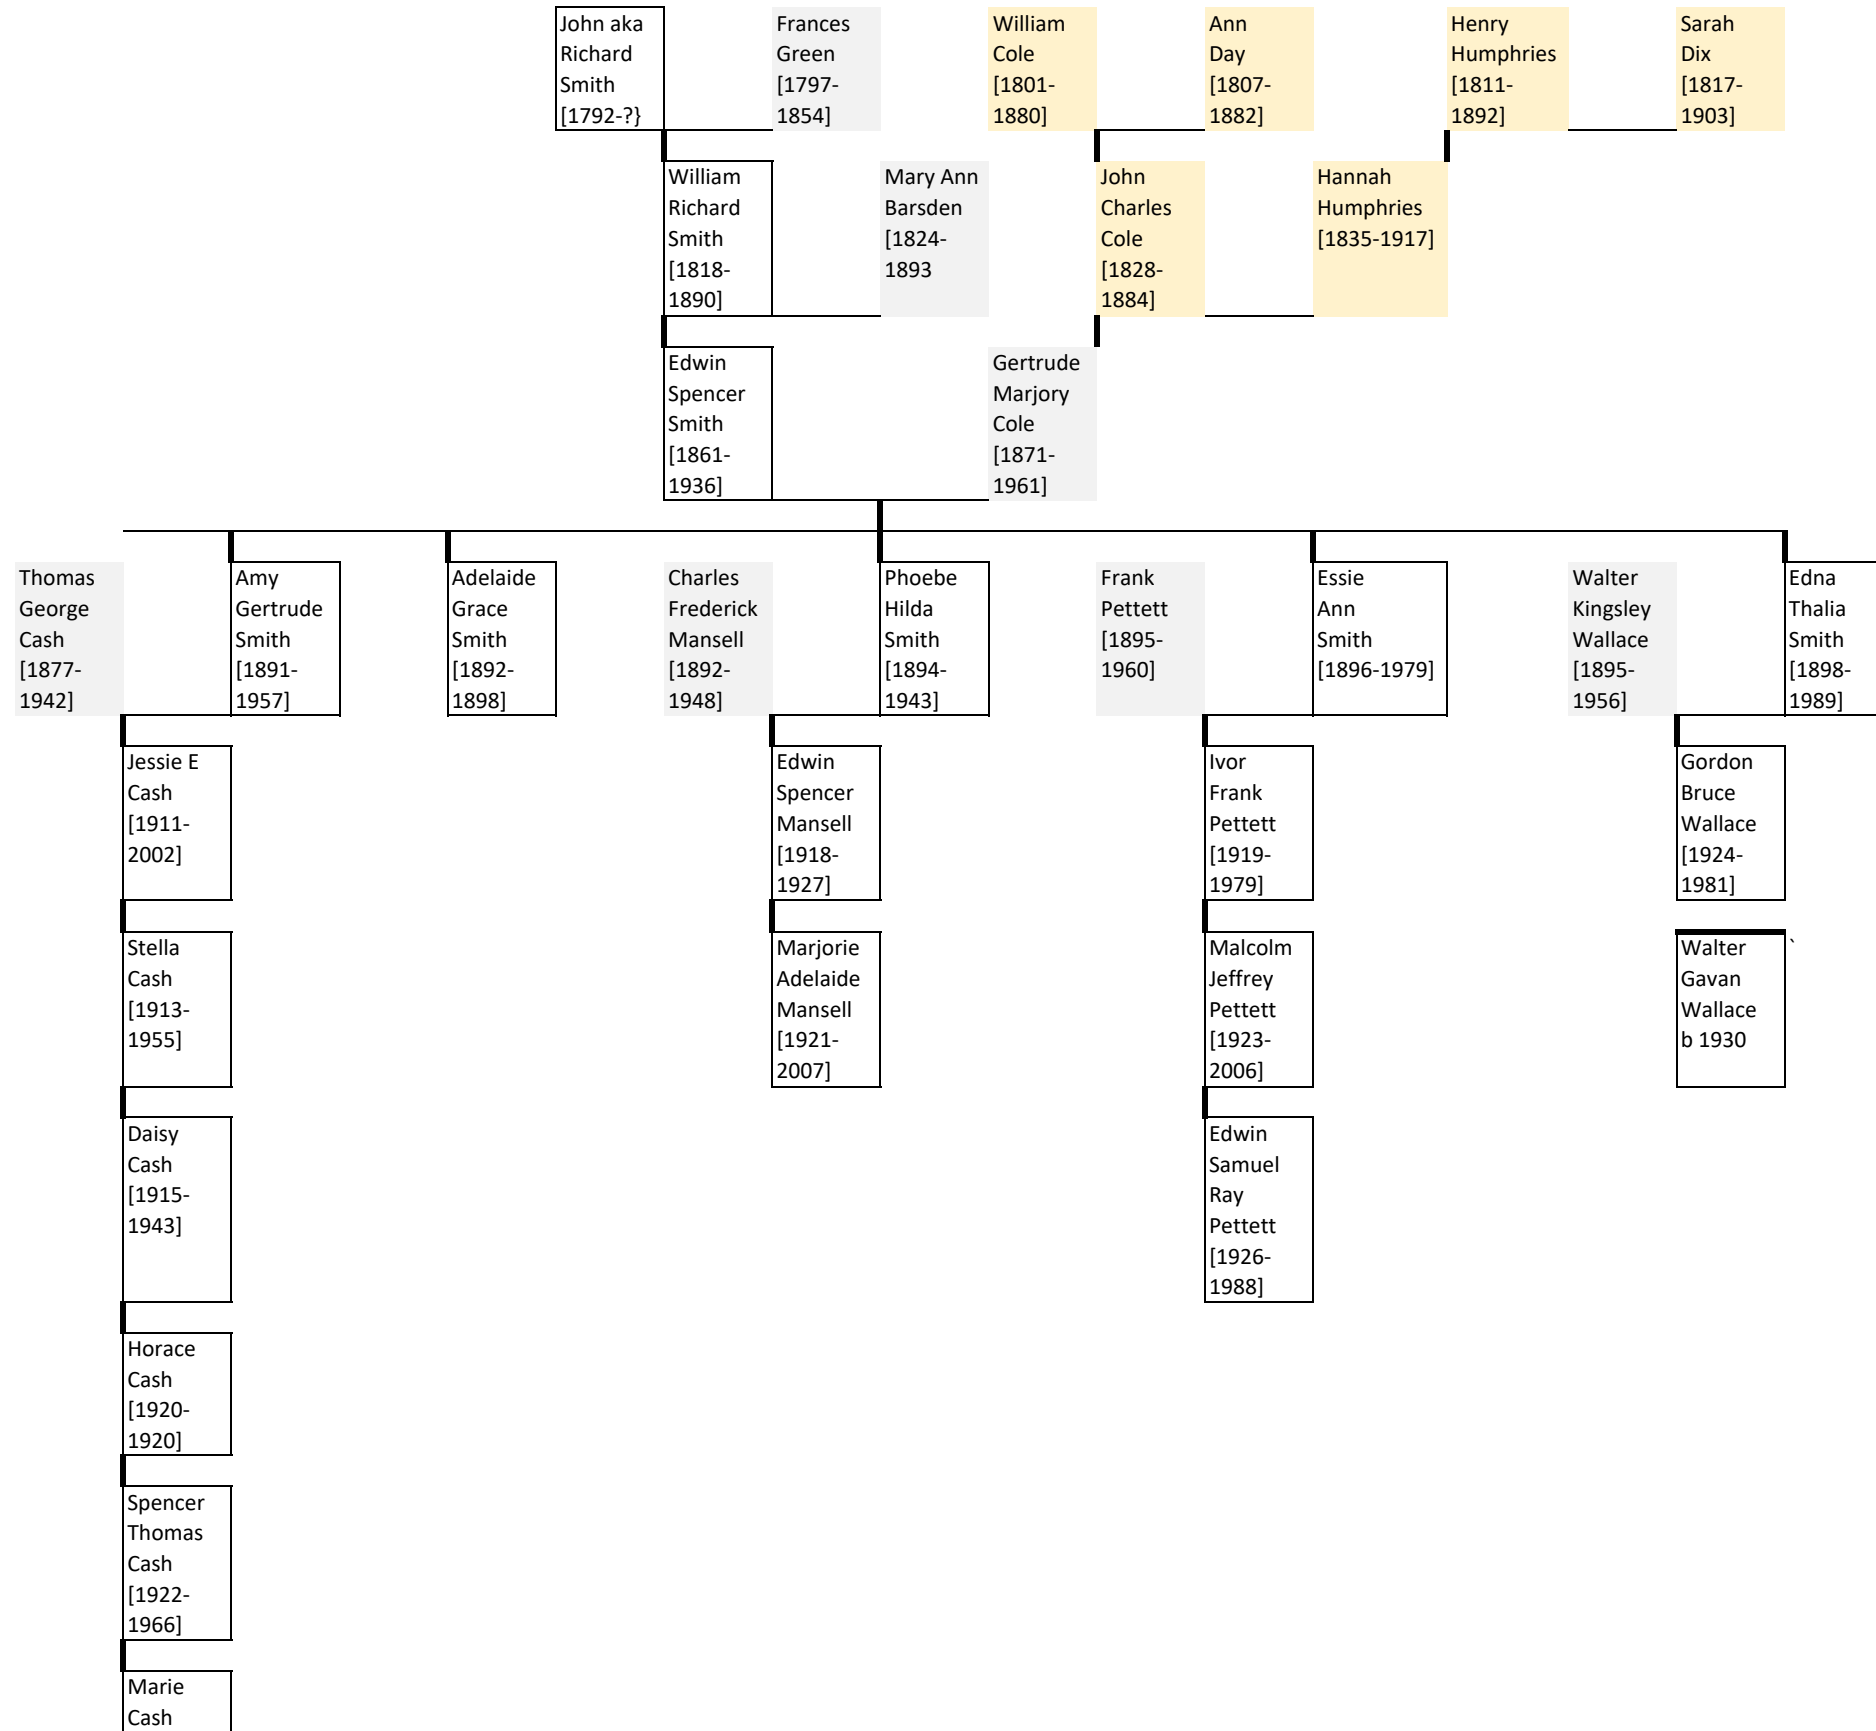 John aka
Richard
Smith
[1792-?}
Frances
Green
[1797-
1854]
William
Cole
[1801-
1880]
Ann
Day
[1807-
1882]
Henry
Humphries
[1811-
1892]
Sarah
Dix
[1817-
1903]
William
Richard
Smith
[1818-
1890]
Mary Ann
Barsden
[1824-
1893
John
Charles
Cole
[1828-
1884]
Hannah
Humphries
[1835-1917]
Edwin
Spencer
Smith
[1861-
1936]
Gertrude
Marjory
Cole
[1871-
1961]
Thomas
George
Cash
[1877-
1942]
Amy
Gertrude
Smith
[1891-
1957]
Adelaide
Grace
Smith
[1892-
1898]
Charles
Frederick
Mansell
[1892-
1948]
Phoebe
Hilda
Smith
[1894-
1943]
Frank
Pettett
[1895-
1960]
Essie
Ann
Smith
[1896-1979]
Walter
Kingsley
Wallace
[1895-
1956]
Edna
Thalia
Smith
[1898-
1989]
Jessie E
Cash
[1911-
2002]
Edwin
Spencer
Mansell
[1918-
1927]
Ivor
Frank
Pettett
[1919-
1979]
Gordon
Bruce
Wallace
[1924-
1981]
Stella
Cash
[1913-
1955]
Marjorie
Adelaide
Mansell
[1921-
2007]
Malcolm
Jeffrey
Pettett
[1923-
2006]
Walter
Gavan
Wallace
b 1930
`
Daisy
Cash
[1915-
1943]
Edwin
Samuel
Ray
Pettett
[1926-
1988]
Horace
Cash
[1920-
1920]
Spencer
Thomas
Cash
[1922-
1966]
Marie
Cash